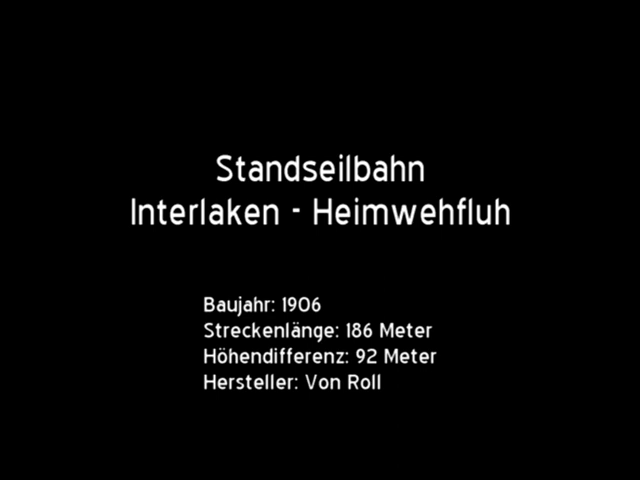 Standseilbahn
Interlaken - Heimwehfluh
Baujahr: 1906
Streckenlänge: 186 Meter
Höhendifferenz: 92 Meter
Hersteller: Von Roll